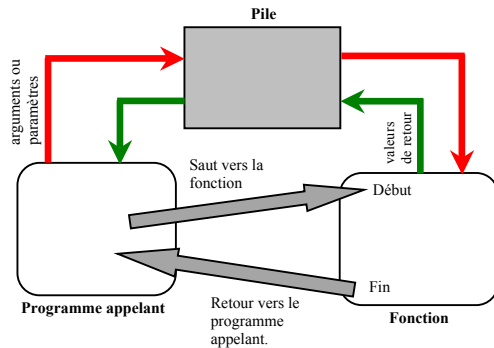 Pile
arguments ou
paramètres
valeurs
de retour
Saut vers la
fonction
Début
Fin
Retour vers le
programme
appelant.
Programme appelant
Fonction